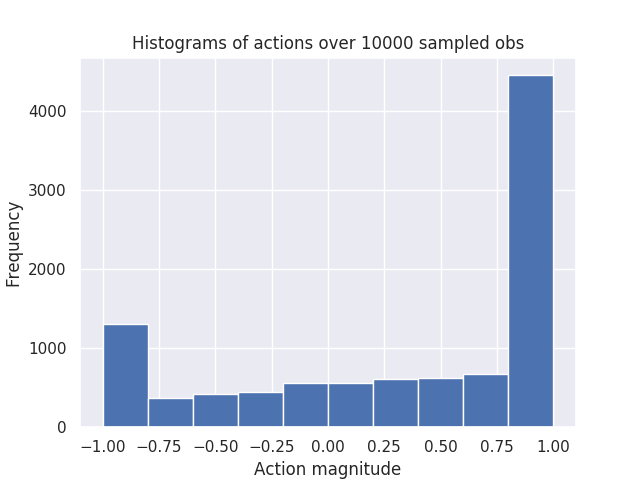 Histograms of actions over 10000 sampled obs
4000
3000
2000
1000
0
Frequency
−1.00 −0.75 −0.50 −0.25 0.00 0.25 0.50 0.75 1.00
Action magnitude